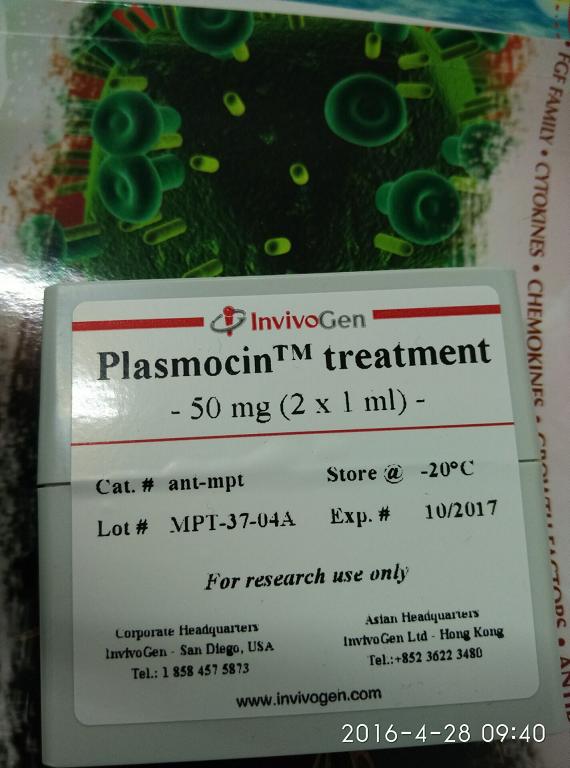 FGF FAMILY • CYTOKINES • CHEMOKINES • GROWTH FACTORS •
InvivoGen
Plasmocin™ treatment
- 50 mg (2 x 1 ml) -
Cat. # ant-mpt
Store @ -20°C
Lot # MPT-37-04A
Exp. # 10/2017
For research use only
Corporate Headquarters
InvivoGen - San Diego, USA
Tel.: 1 858 457 5873
Asian Headquarters
InvivoGen Ltd - Hong Kong
Tel.:+852 3622 3480
www.invivogen.com
2016-4-28 09:40